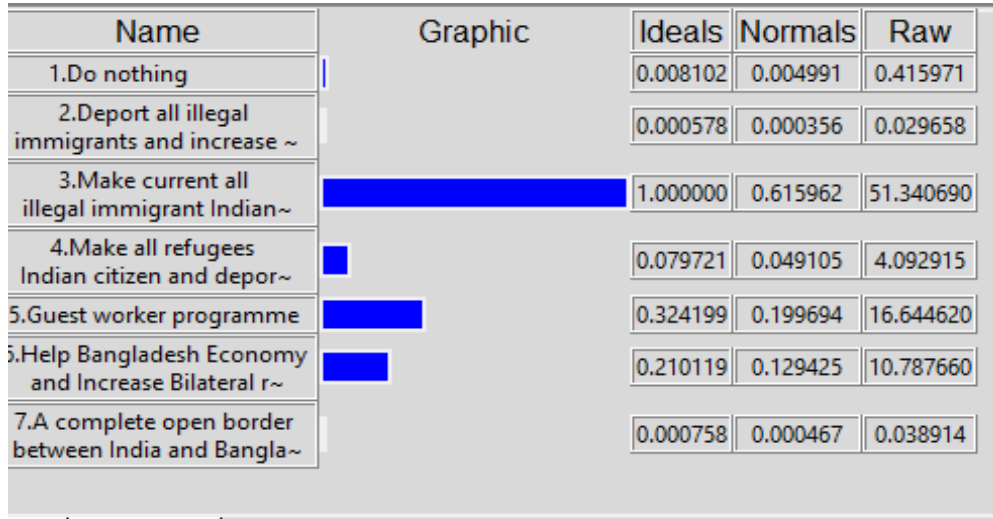 Name Graphic Ideals Normals Raw
1.Do nothing 0.008102 0.004991 0.415971
2.Deport all illegal
immigrants and increase ~ 0.000578 0.000356 0.029658
3.Make current all
illegal immigrant Indian~ 1.000000 0.615962 51.340690
4.Make all refugees
Indian citizen and depor~ 0.079721 0.049105 4.092915
5.Guest worker programme 0.324199 0.199694 16.644620
6.Help Bangladesh Economy
and Increase Bilateral r~ 0.210119 0.129425 10.787660
7.A complete open border
between India and Bangla~ 0.000758 0.000467 0.038914